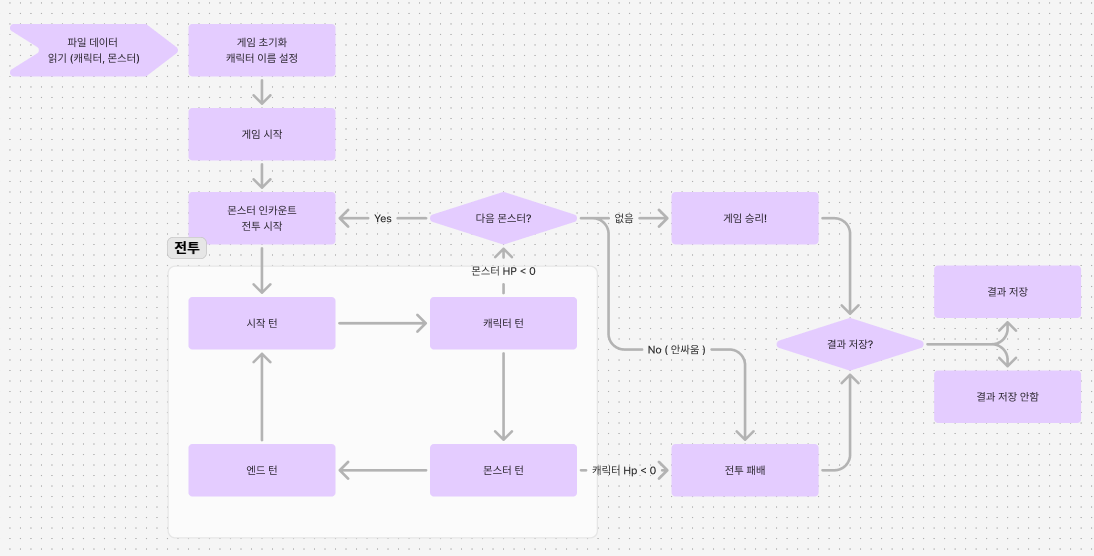 파일 데이터
읽기 (캐릭터, 몬스터)
게임 초기화
캐릭터 이름 설정
게임 시작
몬스터 인카운트
전투 시작
Yes
다음 몬스터?
없음
게임 승리!
전투
몬스터 HP < 0
시작 턴
캐릭터 턴
No ( 안싸움 )
결과 저장?
결과 저장
결과 저장 안함
엔드 턴
몬스터 턴
캐릭터 Hp < 0
전투 패배